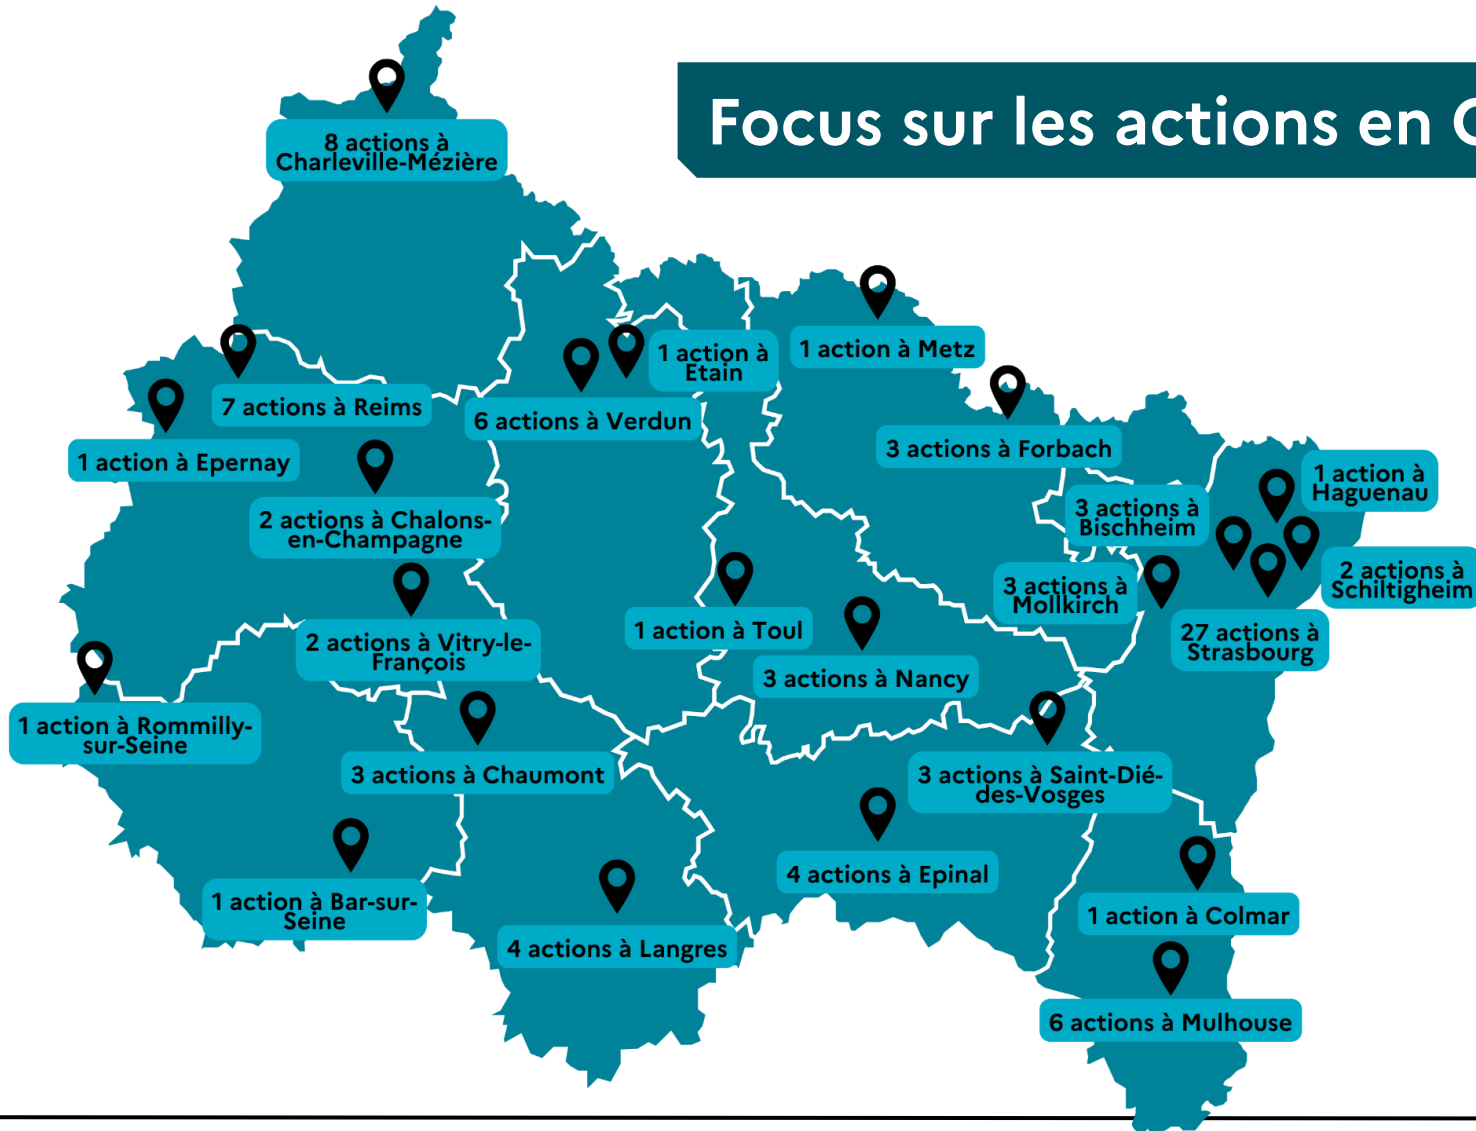 Focus sur les actions en
8 actions à
Charleville-Mézière
1 action à
Etain
1 action à Metz
7 actions à Reims
6 actions à Verdun
3 actions à Forbach
1 action à Epernay
1 action à
Haguenau
2 actions à Chalons-
en-Champagne
3 actions à
Bischheim
2 actions à
Schiltigheim
3 actions à
Mollkirch
27 actions à
Strasbourg
1 action à Toul
2 actions à Vitry-le-
François
3 actions à Nancy
1 action à Rommilly-
sur-Seine
3 actions à Chaumont
3 actions à Saint-Dié-
des-Vosges
4 actions à Epinal
1 action à Bar-sur-
Seine
1 action à Colmar
4 actions à Langres
6 actions à Mulhouse